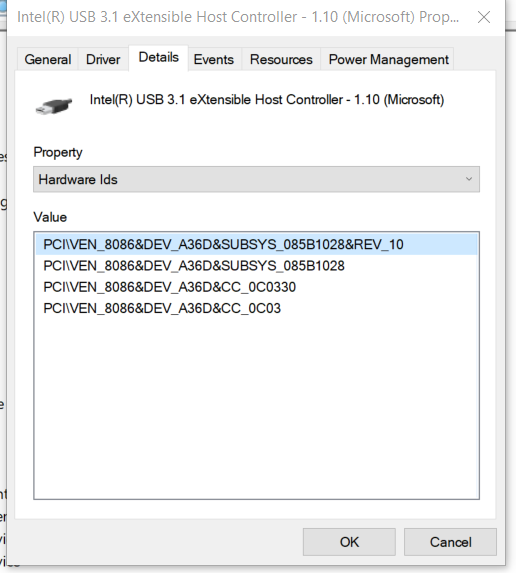 Intel(R) USB 3.1 eXtensible Host Controller - 1.10 (Microsoft) Prop...
General Driver Details Events Resources Power Management
Intel(R) USB 3.1 eXtensible Host Controller - 1.10 (Microsoft)
Property
Hardware Ids
Value
PCI\VEN_8086&DEV_A36D&SUBSYS_085B1028&REV_10
PCI\VEN_8086&DEV_A36D&SUBSYS_085B1028
PCI\VEN_8086&DEV_A36D&CC_0C0330
PCI\VEN_8086&DEV_A36D&CC_0C03
OK Cancel